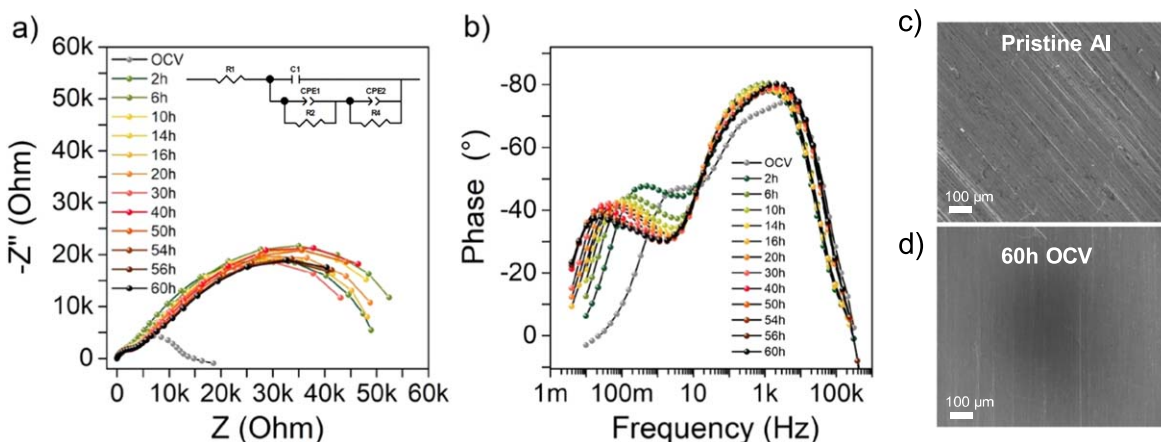 a)
60k
50k
40k
30k
20k
10k
0
-Z'' (Ohm)
OCV
2h
6h
10h
14h
16h
20h
30h
40h
50h
54h
56h
60h
R1
C1
CPE1
CPE2
R2
R4
0 10k 20k 30k 40k 50k 60k
Z (Ohm)
b)
-80
-60
-40
-20
0
Phase (°)
OCV
2h
6h
10h
14h
16h
20h
30h
40h
50h
54h
56h
60h
1m 100m 10 1k 100k
Frequency (Hz)
c)
Pristine Al
100 µm
d)
60h OCV
100 µm